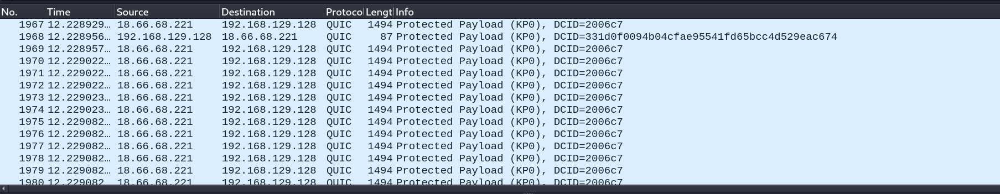 No. Time Source Destination Protoco Lengt Info
1967 12.228929… 18.66.68.221 192.168.129.128 QUIC 1494 Protected Payload (KP0), DCID=2006c7
1968 12.228956… 192.168.129.128 18.66.68.221 QUIC 87 Protected Payload (KP0), DCID=331d0f0094b04cfae95541fd65bcc4d529eac674
1969 12.228957… 18.66.68.221 192.168.129.128 QUIC 1494 Protected Payload (KP0), DCID=2006c7
1970 12.229022… 18.66.68.221 192.168.129.128 QUIC 1494 Protected Payload (KP0), DCID=2006c7
1971 12.229022… 18.66.68.221 192.168.129.128 QUIC 1494 Protected Payload (KP0), DCID=2006c7
1972 12.229022… 18.66.68.221 192.168.129.128 QUIC 1494 Protected Payload (KP0), DCID=2006c7
1973 12.229023… 18.66.68.221 192.168.129.128 QUIC 1494 Protected Payload (KP0), DCID=2006c7
1974 12.229023… 18.66.68.221 192.168.129.128 QUIC 1494 Protected Payload (KP0), DCID=2006c7
1975 12.229082… 18.66.68.221 192.168.129.128 QUIC 1494 Protected Payload (KP0), DCID=2006c7
1976 12.229082… 18.66.68.221 192.168.129.128 QUIC 1494 Protected Payload (KP0), DCID=2006c7
1977 12.229082… 18.66.68.221 192.168.129.128 QUIC 1494 Protected Payload (KP0), DCID=2006c7
1978 12.229082… 18.66.68.221 192.168.129.128 QUIC 1494 Protected Payload (KP0), DCID=2006c7
1979 12.229082… 18.66.68.221 192.168.129.128 QUIC 1494 Protected Payload (KP0), DCID=2006c7
1980 12.229082 18.66.68.221 192.168.129.128 QUIC 1494 Protected Payload (KP0), DCID=2006c7